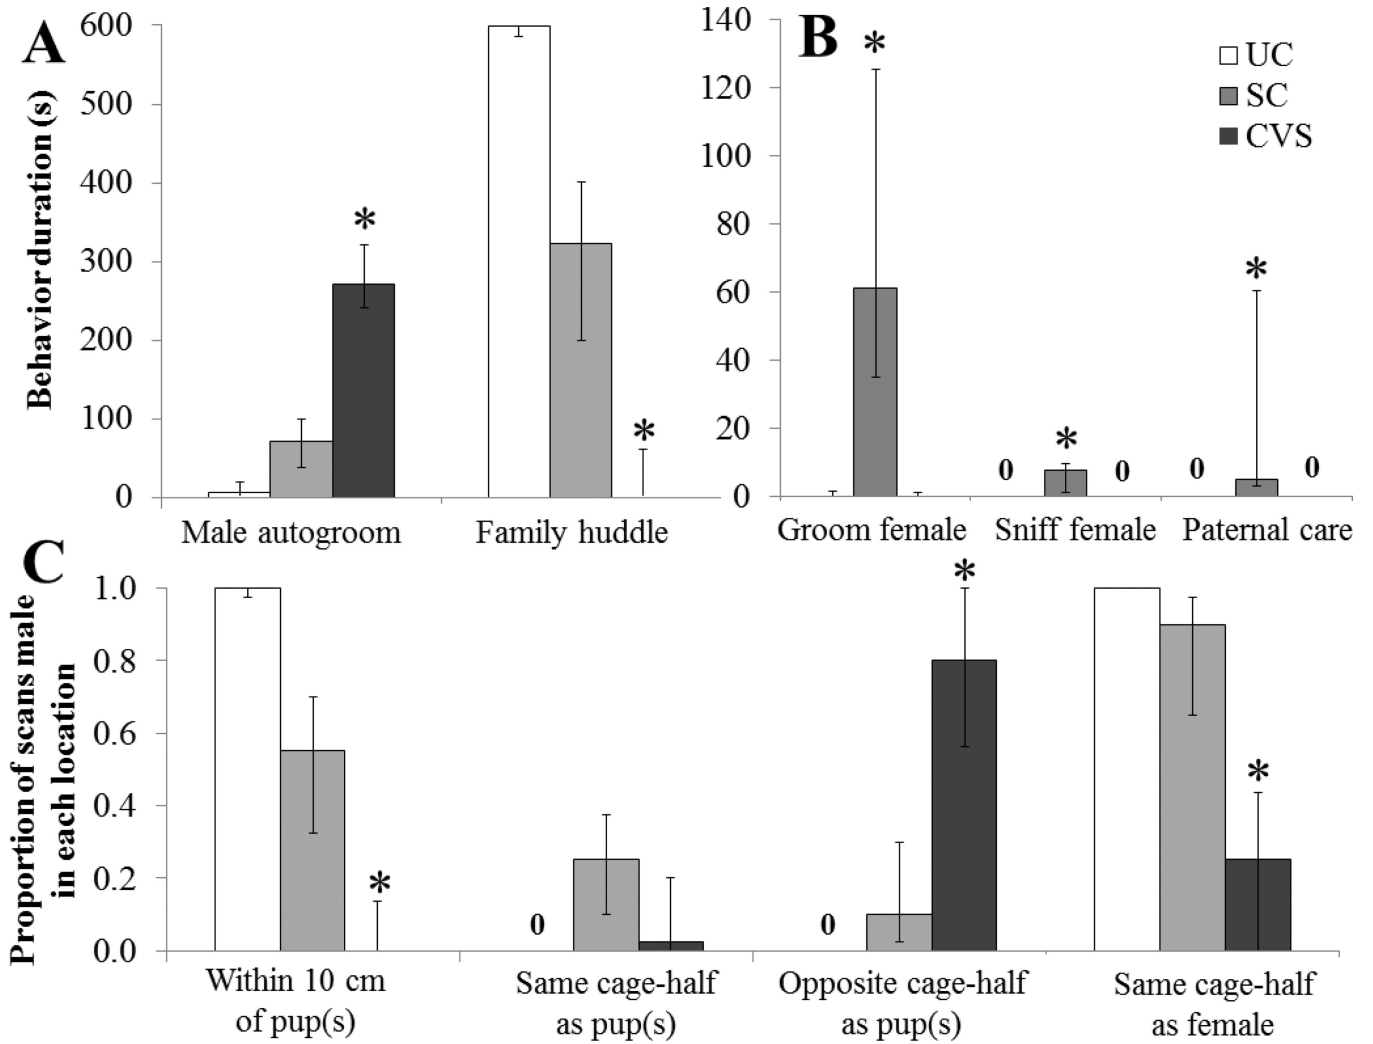 A
Behavior duration (s)
600
500
400
300
200
100
0
*
*
Male autogroom
Family huddle
B
140
120
100
80
60
40
20
0
*
0
*
0
0
*
0
Groom female
Sniff female
Paternal care
UC
SC
CVS
C
Proportion of scans male
in each location
1.0
0.8
0.6
0.4
0.2
0.0
*
0
0
*
*
Within 10 cm
of pup(s)
Same cage-half
as pup(s)
Opposite cage-half
as pup(s)
Same cage-half
as female